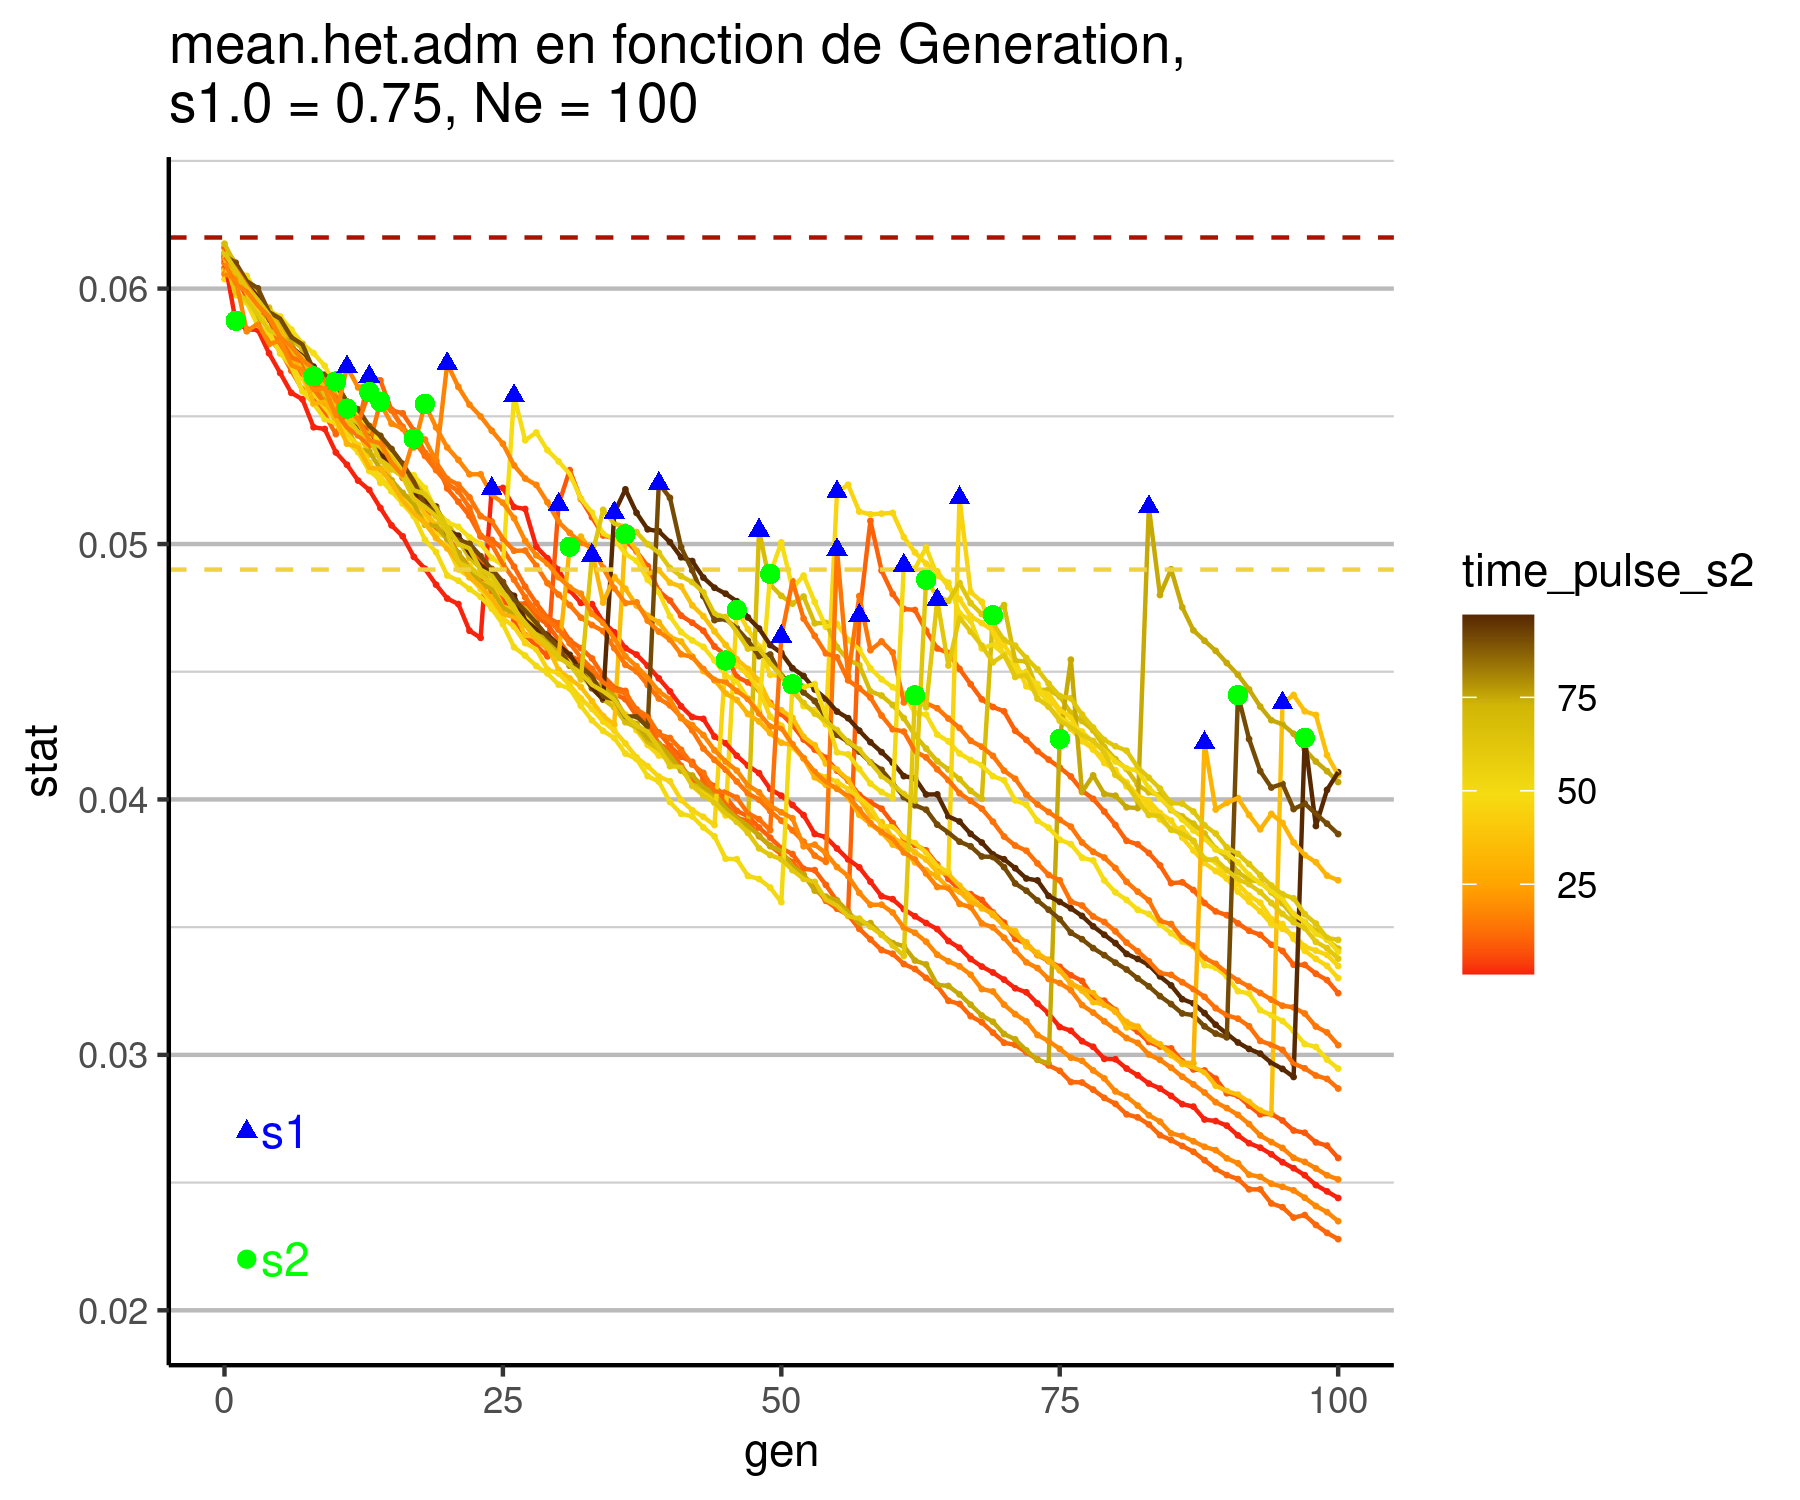 mean.het.adm en fonction de Generation,
s1.0 = 0.75, Ne = 100
stat
0.06
0.05
0.04
0.03
0.02
s1
s2
0 25 50 75 100
gen
time_pulse_s2
75
50
25